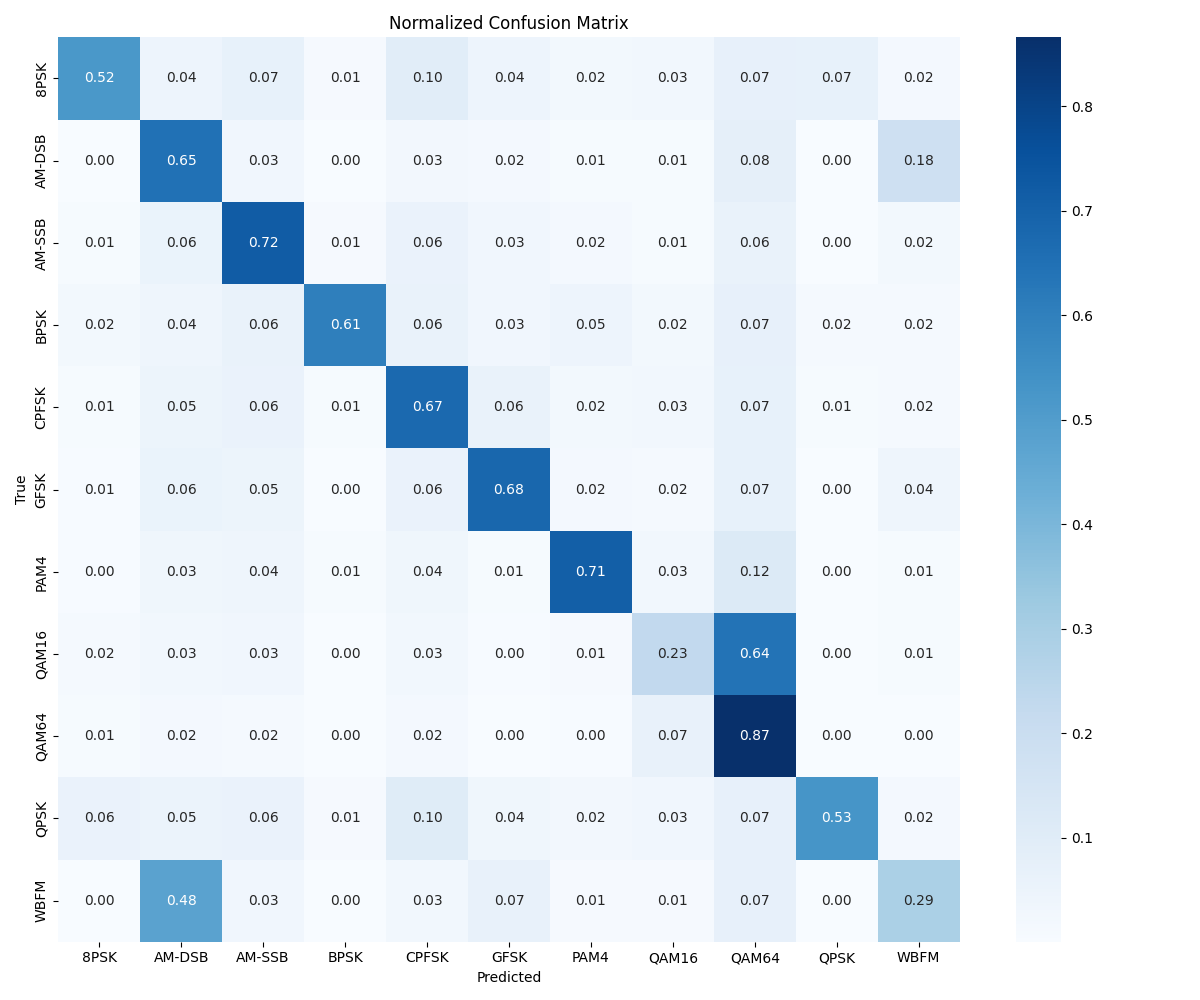 Normalized Confusion Matrix
8PSK 0.52 0.04 0.07 0.01 0.10 0.04 0.02 0.03 0.07 0.07 0.02
AM-DSB 0.00 0.65 0.03 0.00 0.03 0.02 0.01 0.01 0.08 0.00 0.18
AM-SSB 0.01 0.06 0.72 0.01 0.06 0.03 0.02 0.01 0.06 0.00 0.02
BPSK 0.02 0.04 0.06 0.61 0.06 0.03 0.05 0.02 0.07 0.02 0.02
CPFSK 0.01 0.05 0.06 0.01 0.67 0.06 0.02 0.03 0.07 0.01 0.02
GFSK 0.01 0.06 0.05 0.00 0.06 0.68 0.02 0.02 0.07 0.00 0.04
PAM4 0.00 0.03 0.04 0.01 0.04 0.01 0.71 0.03 0.12 0.00 0.01
QAM16 0.02 0.03 0.03 0.00 0.03 0.00 0.01 0.23 0.64 0.00 0.01
QAM64 0.01 0.02 0.02 0.00 0.02 0.00 0.00 0.07 0.87 0.00 0.00
QPSK 0.06 0.05 0.06 0.01 0.10 0.04 0.02 0.03 0.07 0.53 0.02
WBFM 0.00 0.48 0.03 0.00 0.03 0.07 0.01 0.01 0.07 0.00 0.29
8PSK AM-DSB AM-SSB BPSK CPFSK GFSK PAM4 QAM16 QAM64 QPSK WBFM
Predicted
True
0.8
0.7
0.6
0.5
0.4
0.3
0.2
0.1